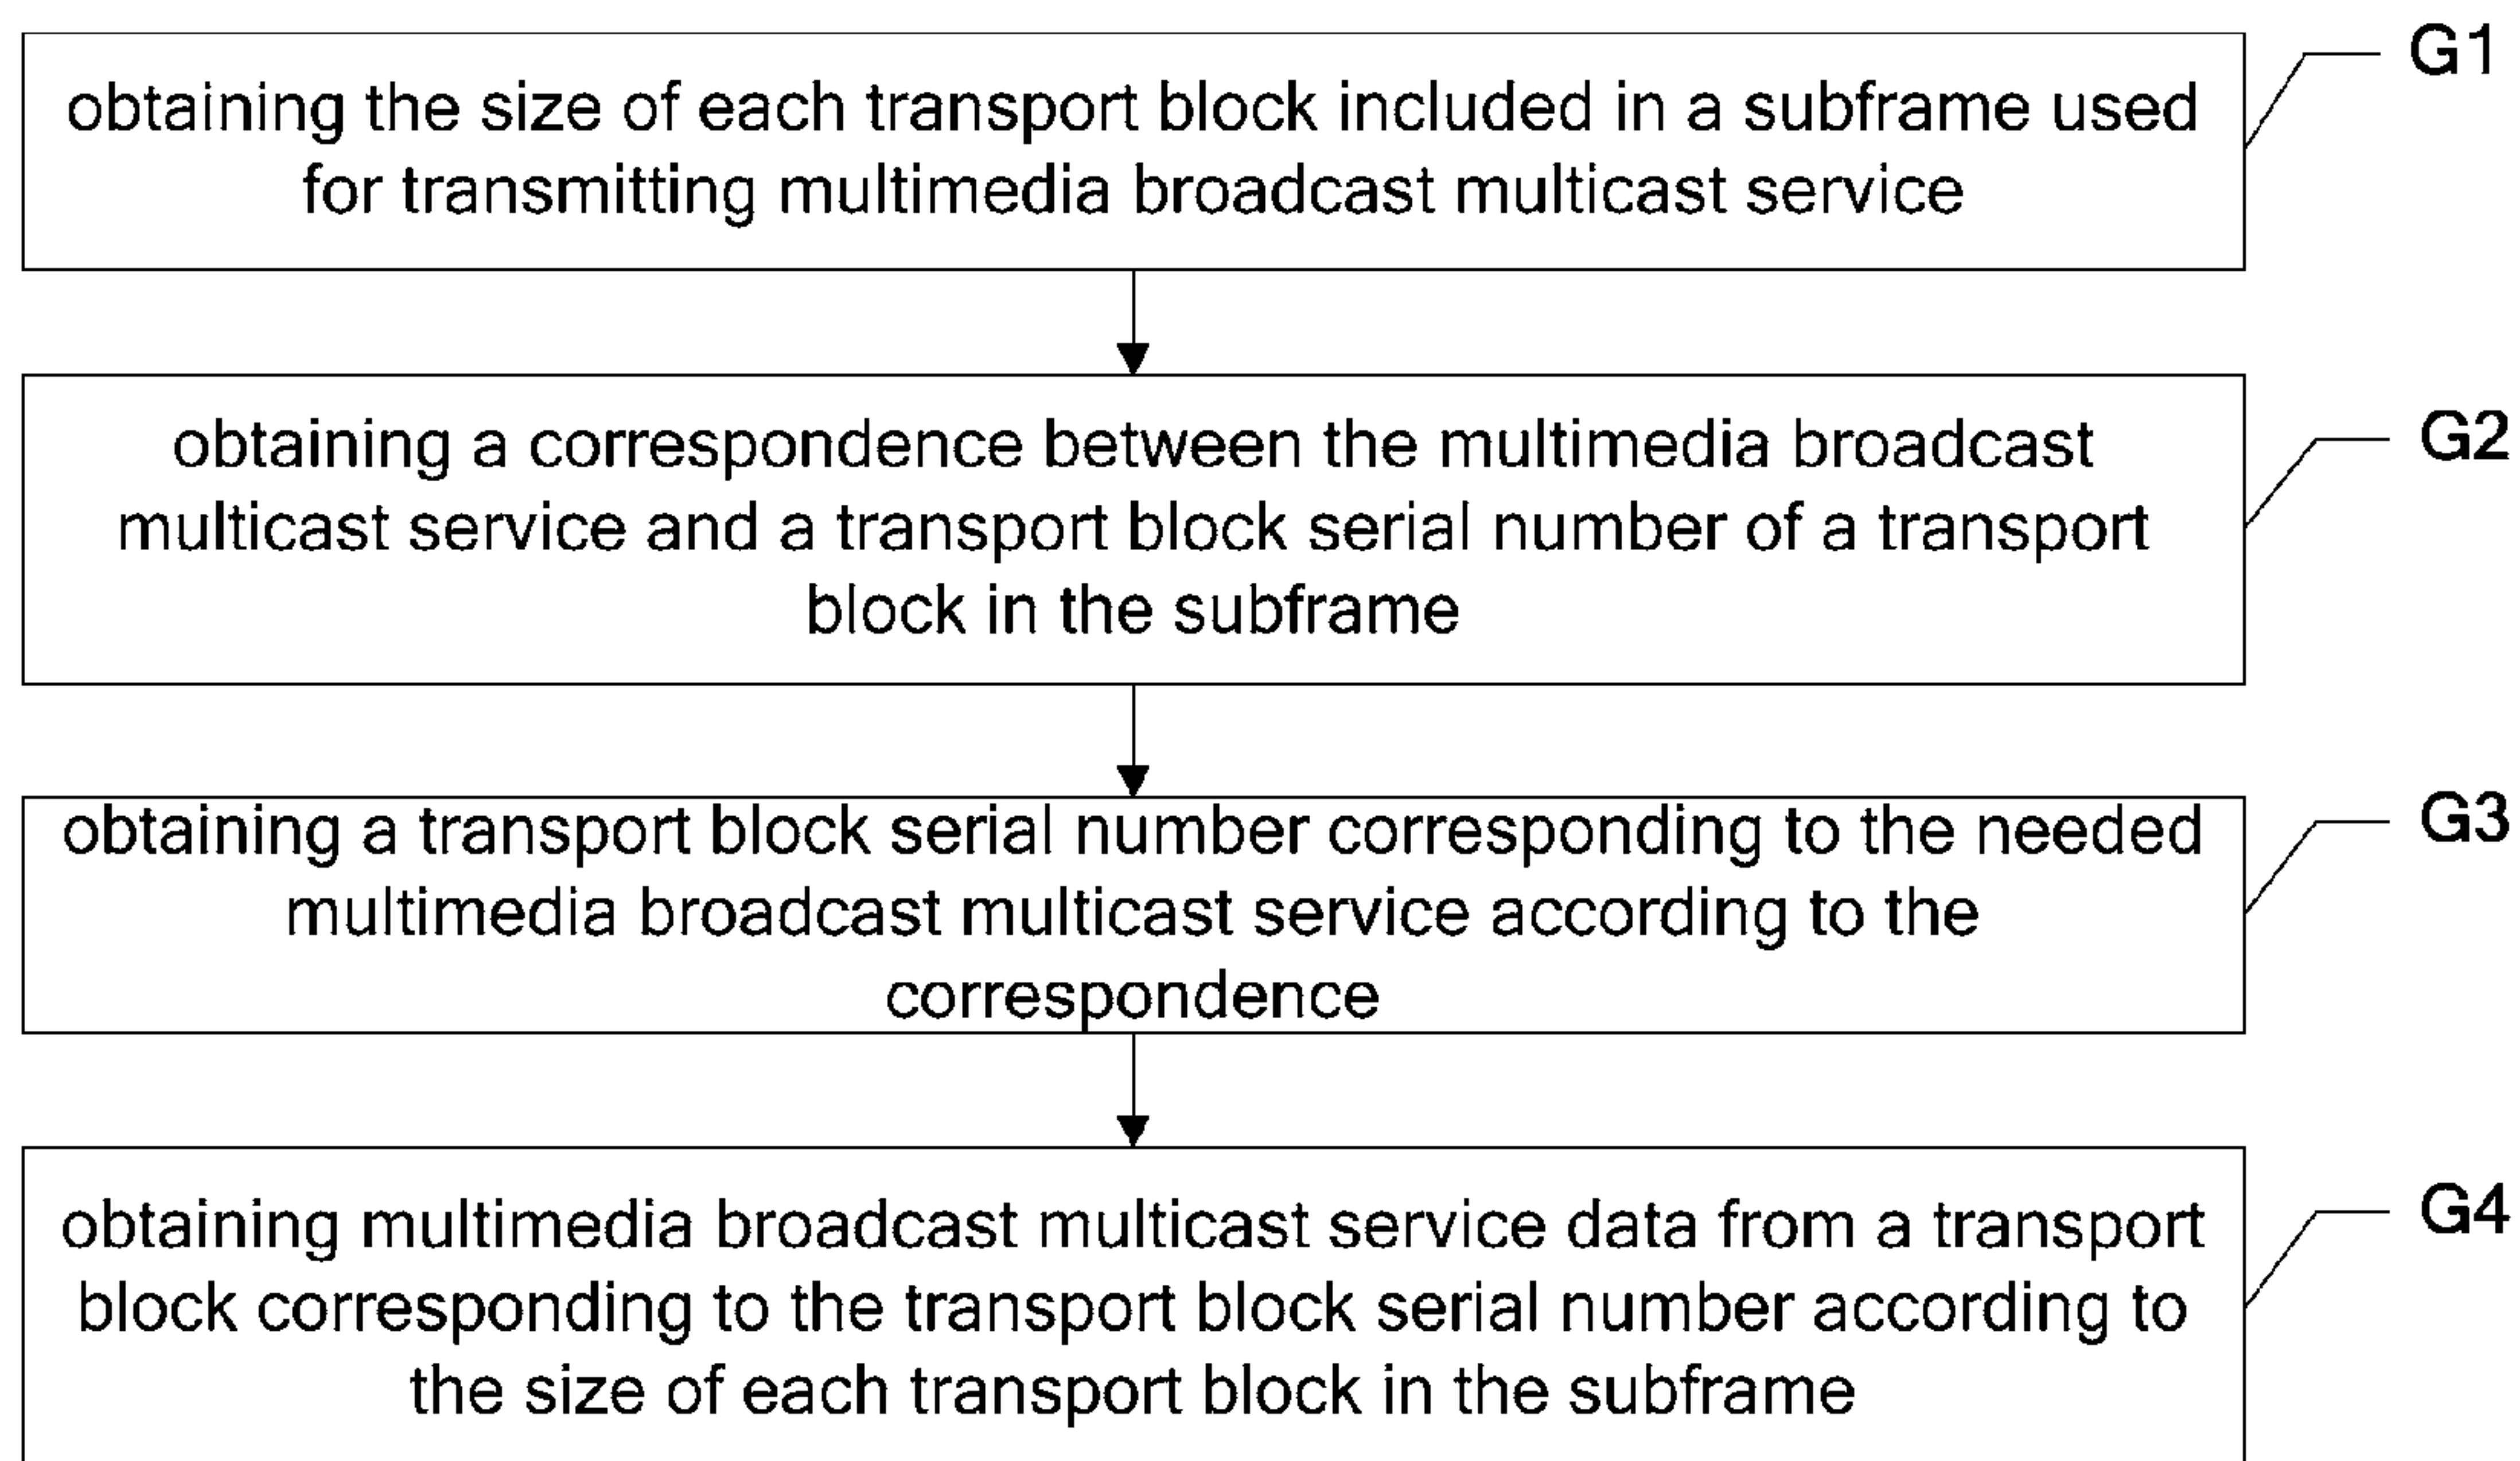 obtaining the size of each transport block included in a subframe used
for transmitting multimedia broadcast multicast service
G1
obtaining a correspondence between the multimedia broadcast
multicast service and a transport block serial number of a transport
block in the subframe
G2
obtaining a transport block serial number corresponding to the needed
multimedia broadcast multicast service according to the
correspondence
G3
obtaining multimedia broadcast multicast service data from a transport
block corresponding to the transport block serial number according to
the size of each transport block in the subframe
G4